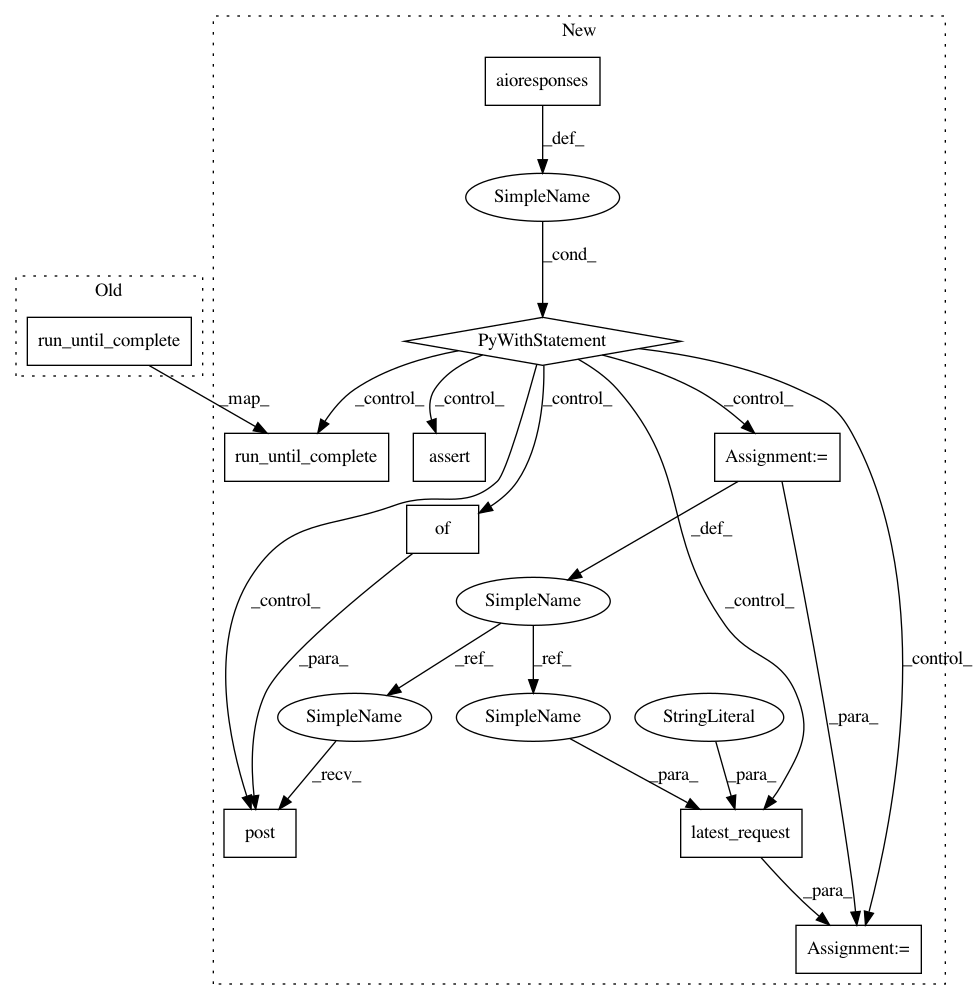 New
aioresponses
_def_
SimpleName
_cond_
Old
run_until_complete
PyWithStatement
_map_
_control_
_control_
_control_
_control_
run_until_complete
assert
Assignment:=
of
_def_
_control_
SimpleName
_control_
_para_
_ref_
_ref_
_control_
SimpleName
SimpleName
StringLiteral
_para_
_recv_
_para_
_para_
post
latest_request
_para_
Assignment:=